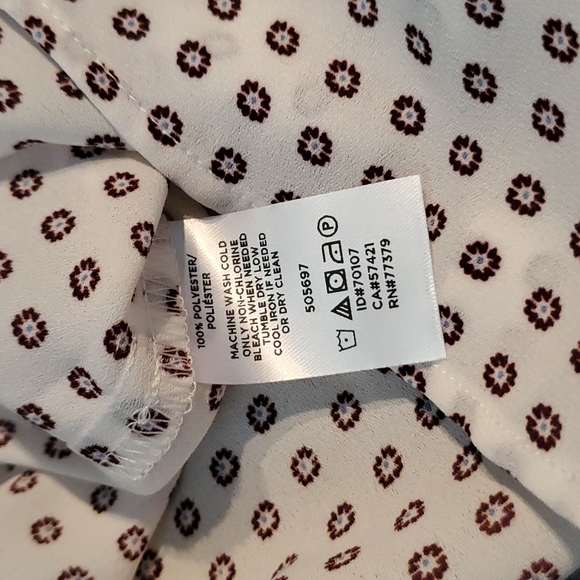 100% POLYESTER/
POLIÉSTER
MACHINE WASH COLD
ONLY NON-CHLORINE
BLEACH WHEN NEEDED
TUMBLE DRY LOW
COOL IRON IF NEEDED
OR DRY CLEAN
505697
P
ID#70107
CA#57421
RN#77379